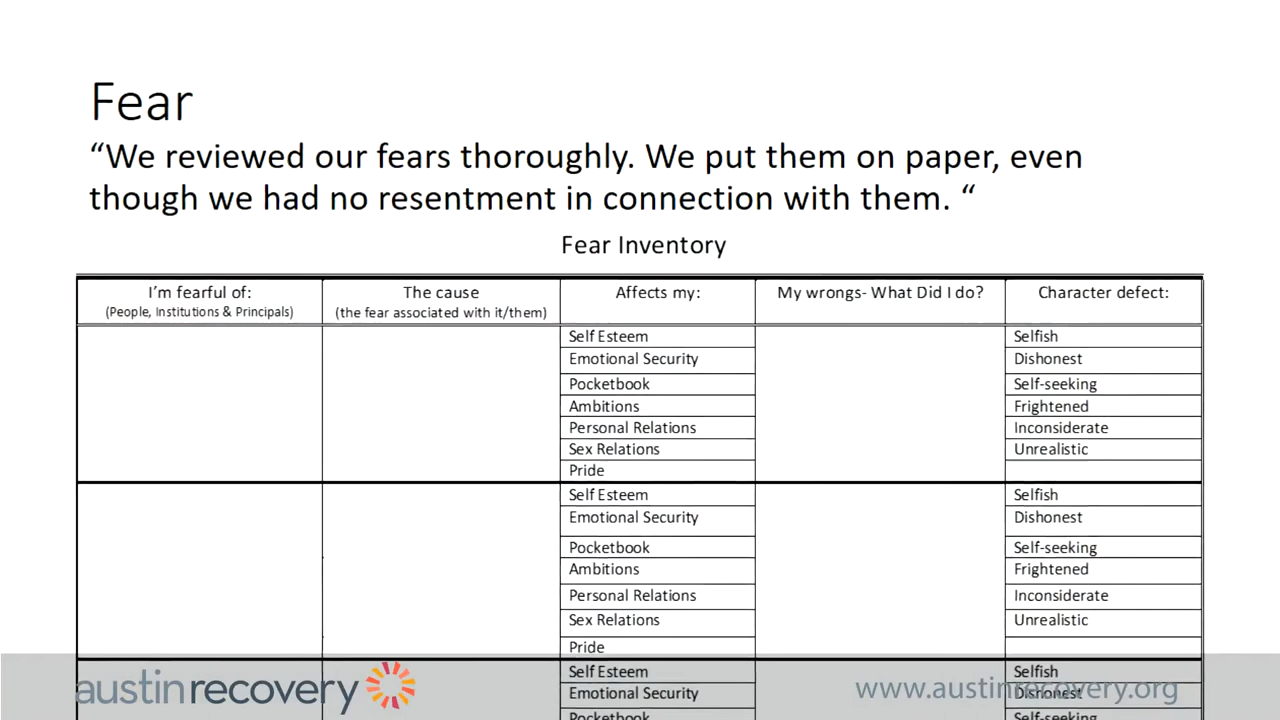 Fear
“We reviewed our fears thoroughly. We put them on paper, even
though we had no resentment in connection with them. “
Fear Inventory
I’m fearful of:
(People, Institutions & Principals)
The cause
(the fear associated with it/them)
Affects my:
My wrongs- What Did I do?
Character defect:
Self Esteem
Emotional Security
Pocketbook
Ambitions
Personal Relations
Sex Relations
Pride
Selfish
Dishonest
Self-seeking
Frightened
Inconsiderate
Unrealistic
Self Esteem
Emotional Security
Pocketbook
Ambitions
Personal Relations
Sex Relations
Pride
Selfish
Dishonest
Self-seeking
Frightened
Inconsiderate
Unrealistic
Self Esteem
Emotional Security
Pocketbook
Selfish
Dishonest
Self-seeking
austinrecovery
www.austinrecovery.org